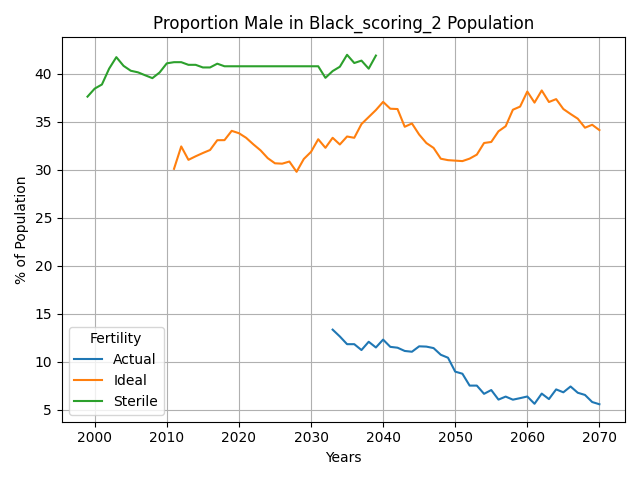 Proportion Male in Black_scoring_2 Population
% of Population
40
35
30
25
20
15
10
5
Fertility
Actual
Ideal
Sterile
2000 2010 2020 2030 2040 2050 2060 2070
Years